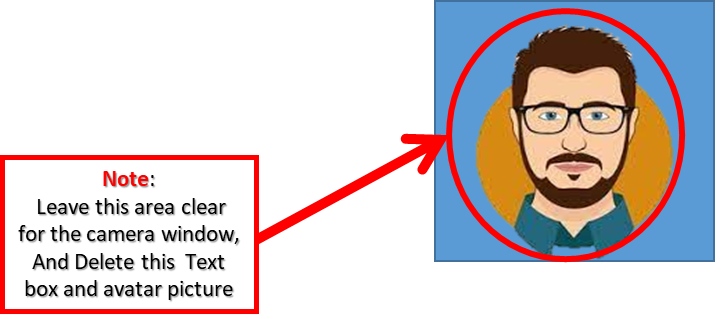 Note:
Leave this area clear
for the camera window,
And Delete this Text
box and avatar picture